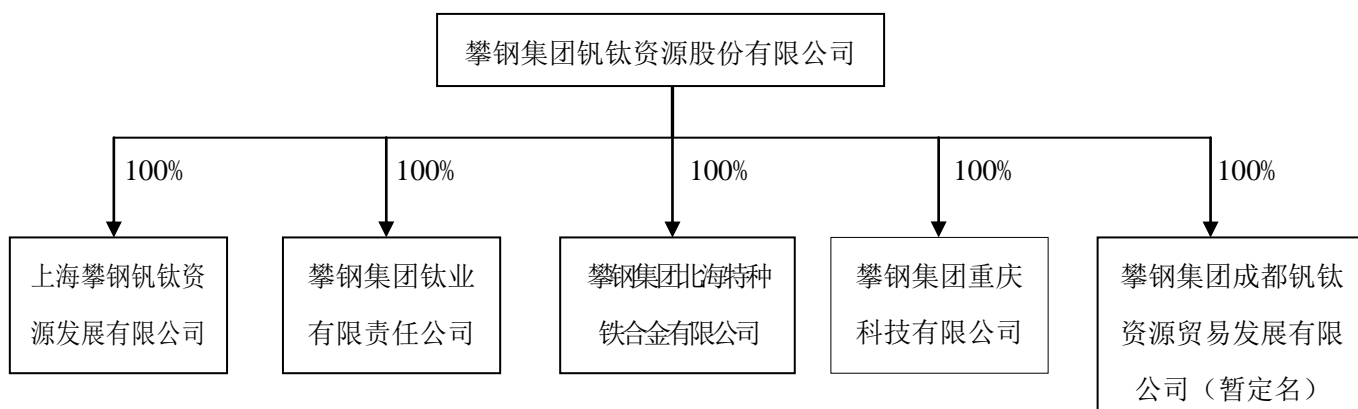 攀钢集团钒钛资源股份有限公司
100%
100%
100%
100%
100%
上海攀钢钒钛资
源发展有限公司
攀钢集团钛业
有限责任公司
攀钢集团北海特种
铁合金有限公司
攀钢集团重庆
科技有限公司
攀钢集团成都钒钛
资源贸易发展有限
公司（暂定名）